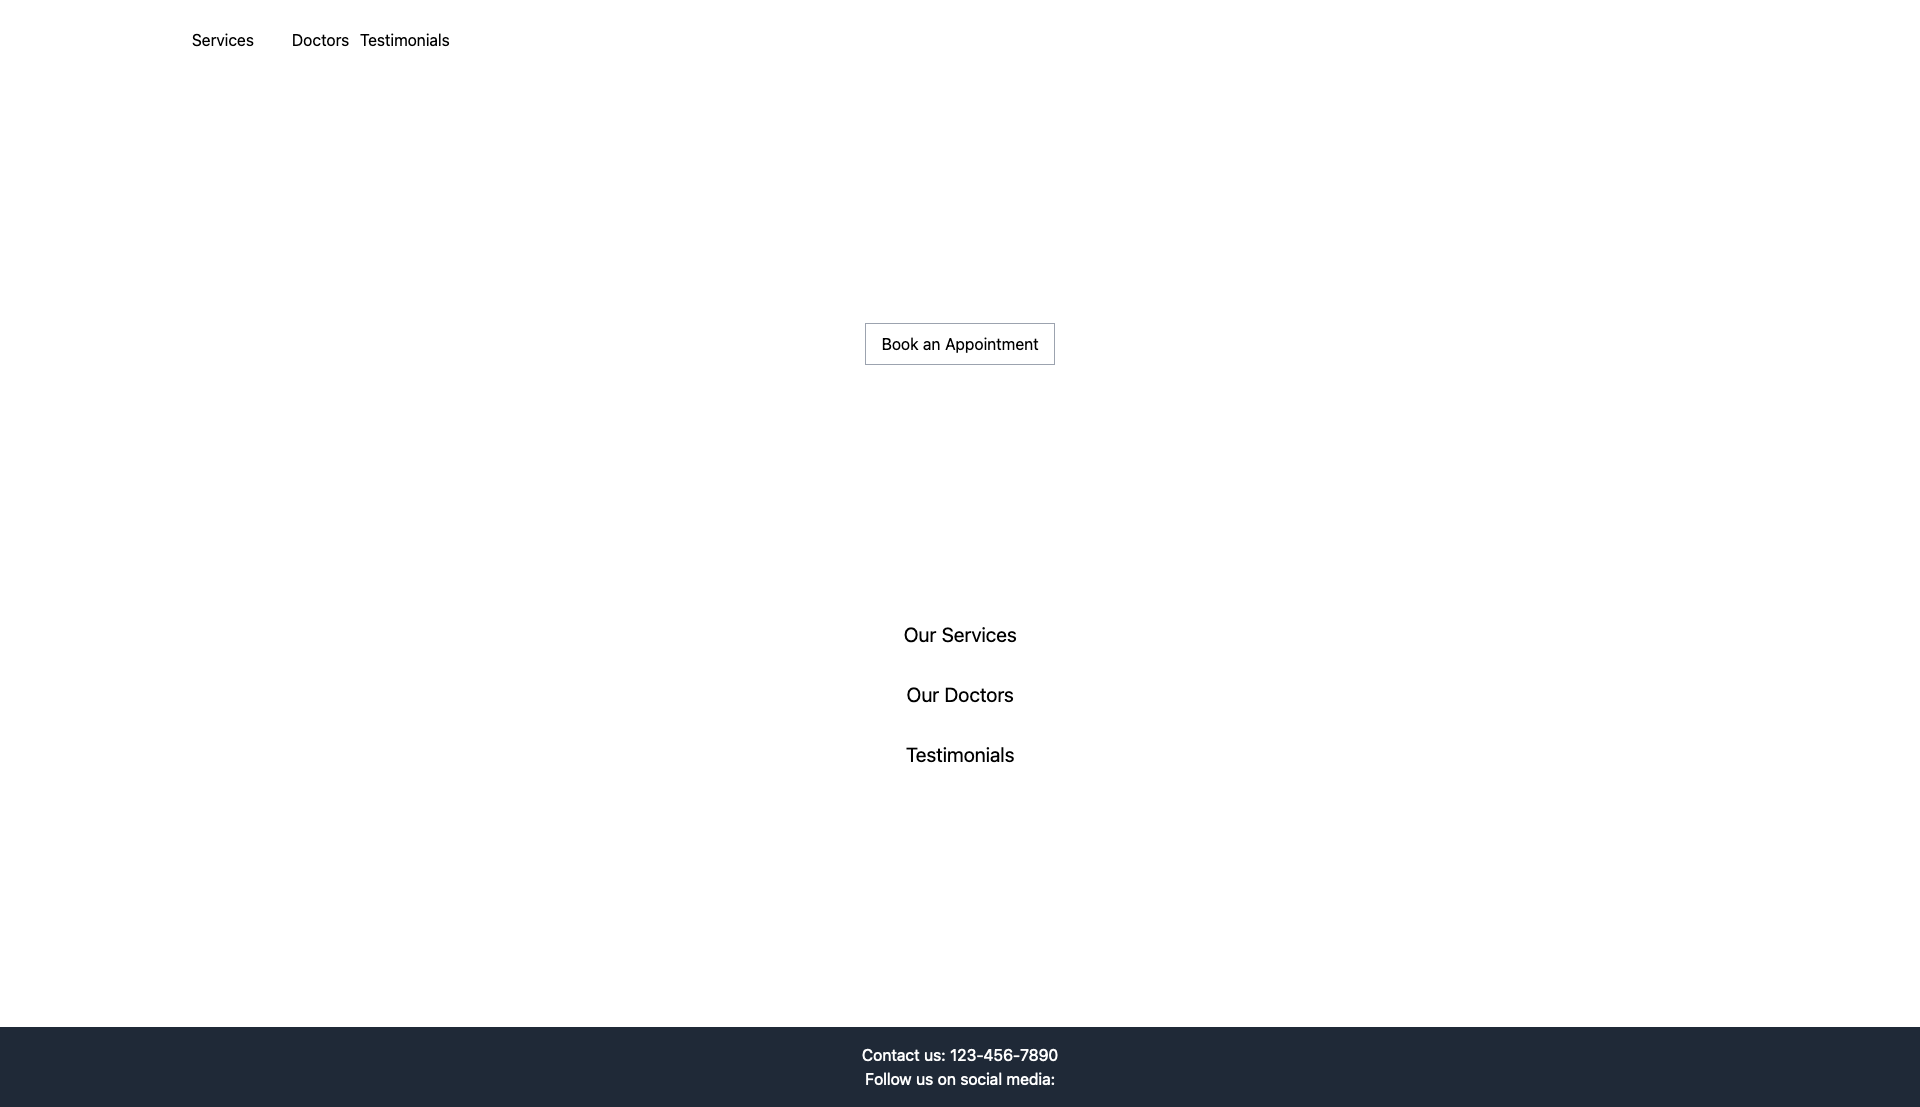 Services Doctors Testimonials
Book an Appointment
Our Services
Our Doctors
Testimonials
Contact us: 123-456-7890
Follow us on social media: